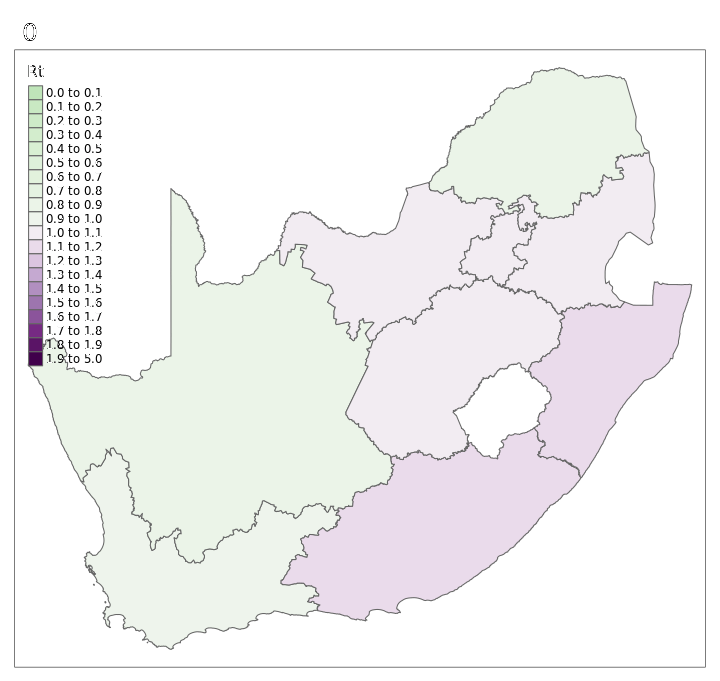 0
Rt
0.0 to 0.1
0.1 to 0.2
0.2 to 0.3
0.3 to 0.4
0.4 to 0.5
0.5 to 0.6
0.6 to 0.7
0.7 to 0.8
0.8 to 0.9
0.9 to 1.0
1.0 to 1.1
1.1 to 1.2
1.2 to 1.3
1.3 to 1.4
1.4 to 1.5
1.5 to 1.6
1.6 to 1.7
1.7 to 1.8
1.8 to 1.9
1.9 to 5.0